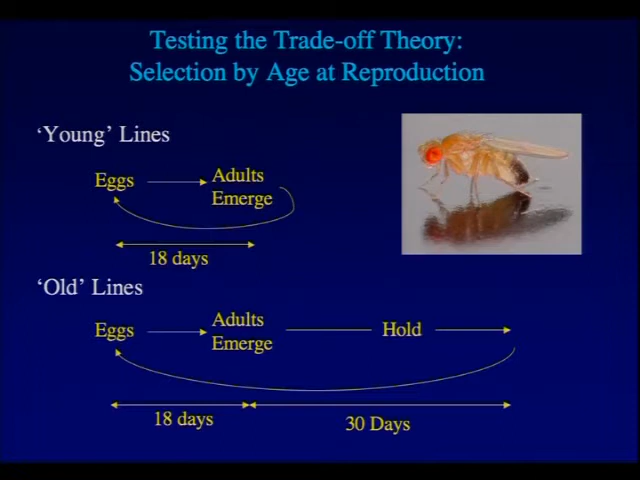 Testing the Trade-off Theory:
Selection by Age at Reproduction
‘Young’ Lines
Eggs
Adults
Emerge
18 days
‘Old’ Lines
Eggs
Adults
Emerge
Hold
18 days
30 Days